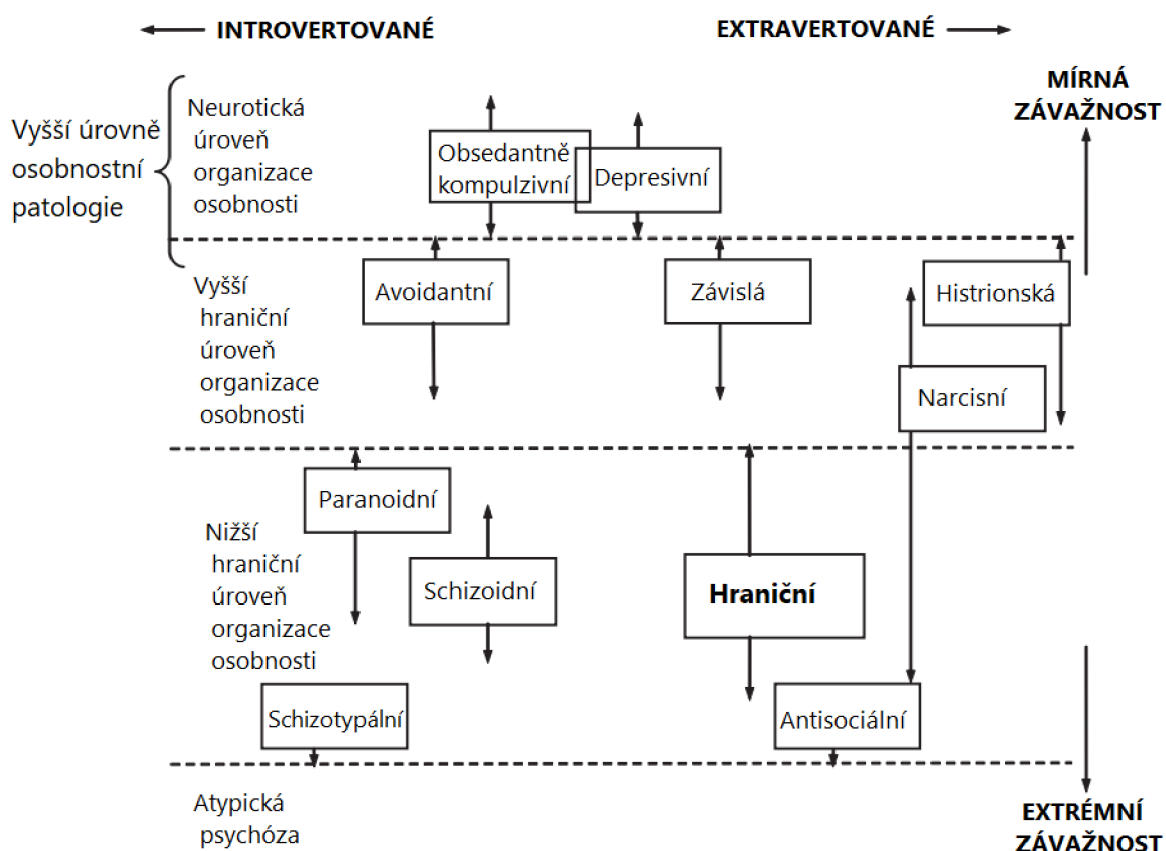 INTROVERTOVANÉ
EXTRAVERTOVANÉ
MÍRNÁ
ZÁVAŽNOST
Vyšší úrovně
osobnostní
patologie
Neurotická
úroveň
organizace
osobnosti
Obsedantně
kompulzivní
Depresivní
Vyšší
hraniční
úroveň
organizace
osobnosti
Avoidantní
Závislá
Histrionská
Narcisní
Paranoidní
Nižší
hraniční
úroveň
organizace
osobnosti
Schizoidní
Hraniční
Schizotypální
Antisociální
Atypická
psychóza
EXTRÉMNÍ
ZÁVAŽNOST